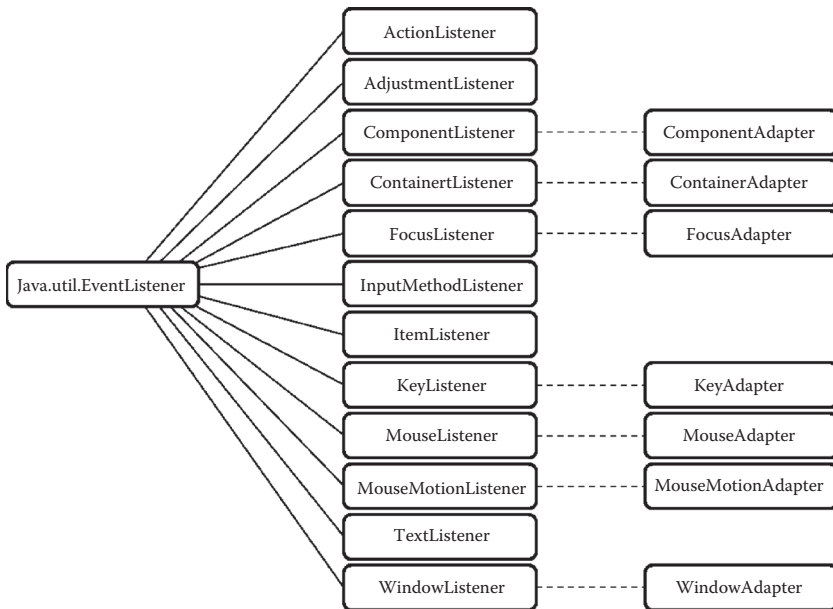 ActionListener
AdjustmentListener
ComponentListener
ComponentAdapter
ContainertListener
ContainerAdapter
FocusListener
FocusAdapter
Java.util.EventListener
InputMethodListener
ItemListener
KeyListener
KeyAdapter
MouseListener
MouseAdapter
MouseMotionListener
MouseMotionAdapter
TextListener
WindowListener
WindowAdapter